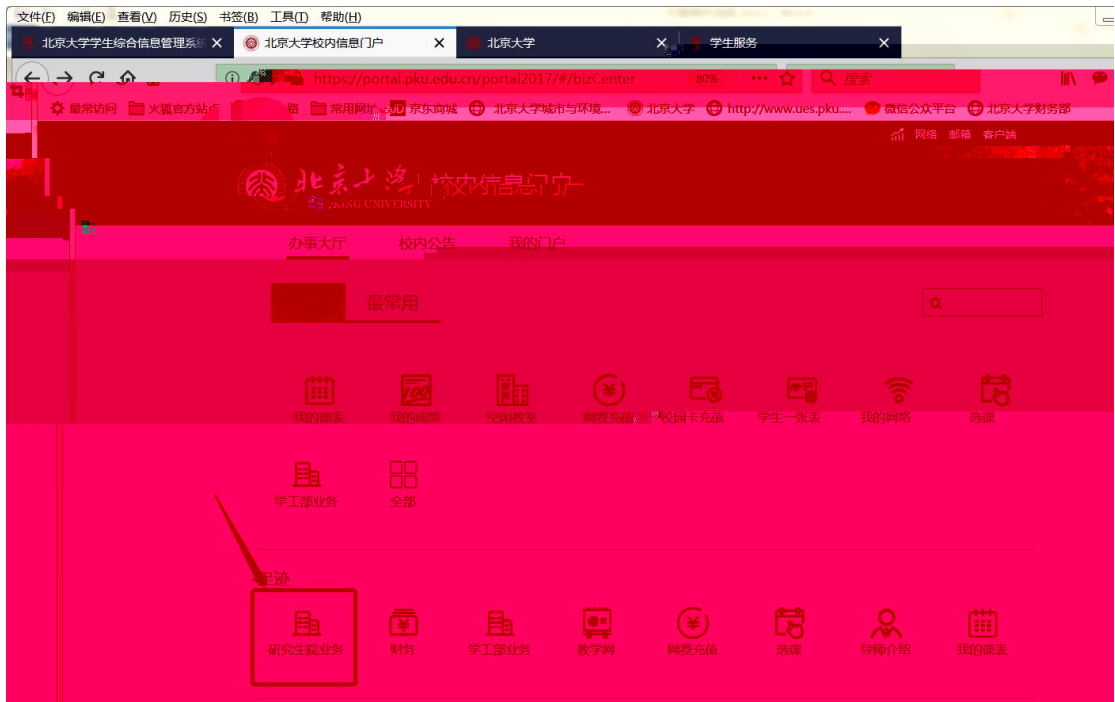 文件(F) 编辑(E) 查看(V) 历史(S) 书签(B) 工具(T) 帮助(H)
北京大学学生综合信息管理系统 北京大学校内信息门户 北京大学 学生服务
https://portal.pku.edu.cn/portal2017/#/bizCenter 80% 搜索
最常访问 火狐官方站点 常用网址 京东商城 北京大学城市与环境... 北京大学 http://www.ues.pku.... 微信公众平台 北京大学财务部
网络 邮箱 客户端
北京大学 校内信息门户
PEKING UNIVERSITY
办事大厅 校内公告 我的门户
最常用
我的课表 我的成绩 空闲教室 网费充值 校园卡充值 学生一张表 我的网络 选课
学工部业务 全部
足迹
研究生院业务 财务 学工部业务 教学网 网费充值 选课 导师介绍 我的课表